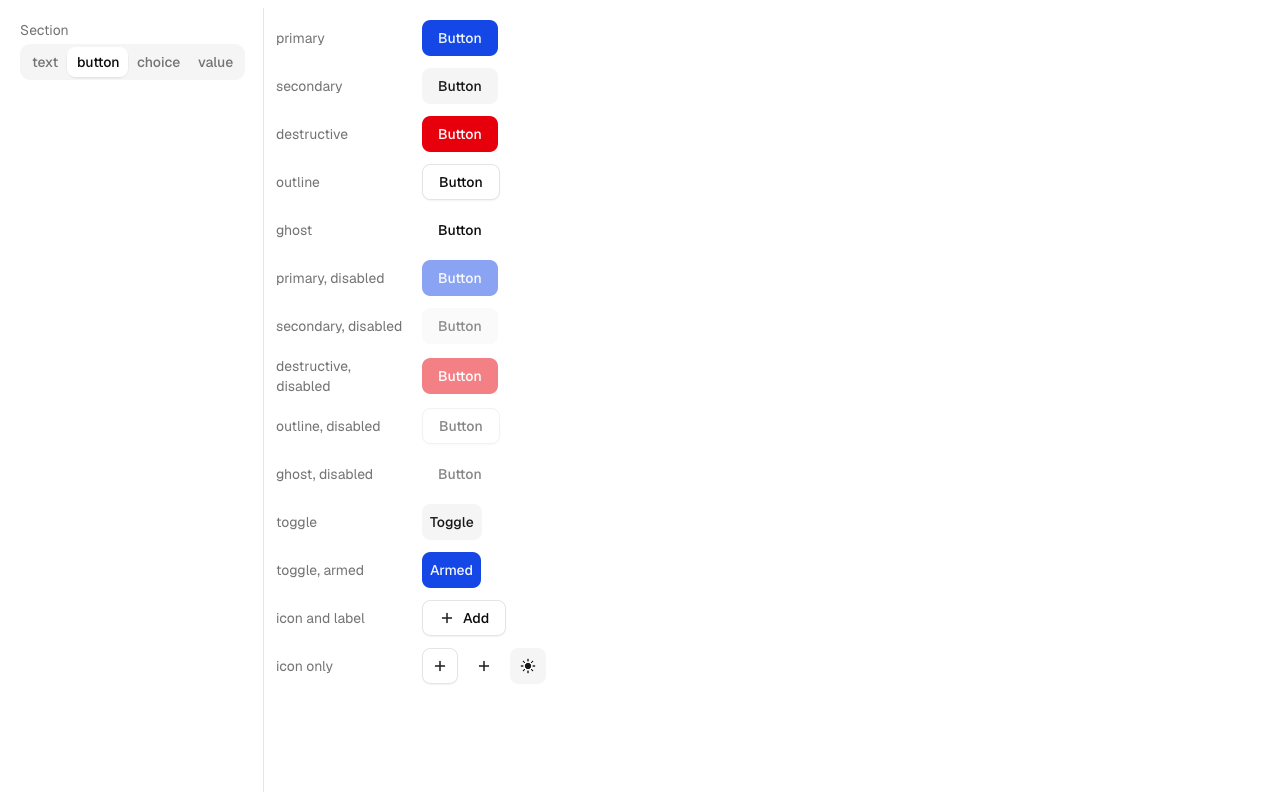 Section
text button choice value
primary Button
secondary Button
destructive Button
outline Button
ghost Button
primary, disabled Button
secondary, disabled Button
destructive,
disabled Button
outline, disabled Button
ghost, disabled Button
toggle Toggle
toggle, armed Armed
icon and label Add
icon only